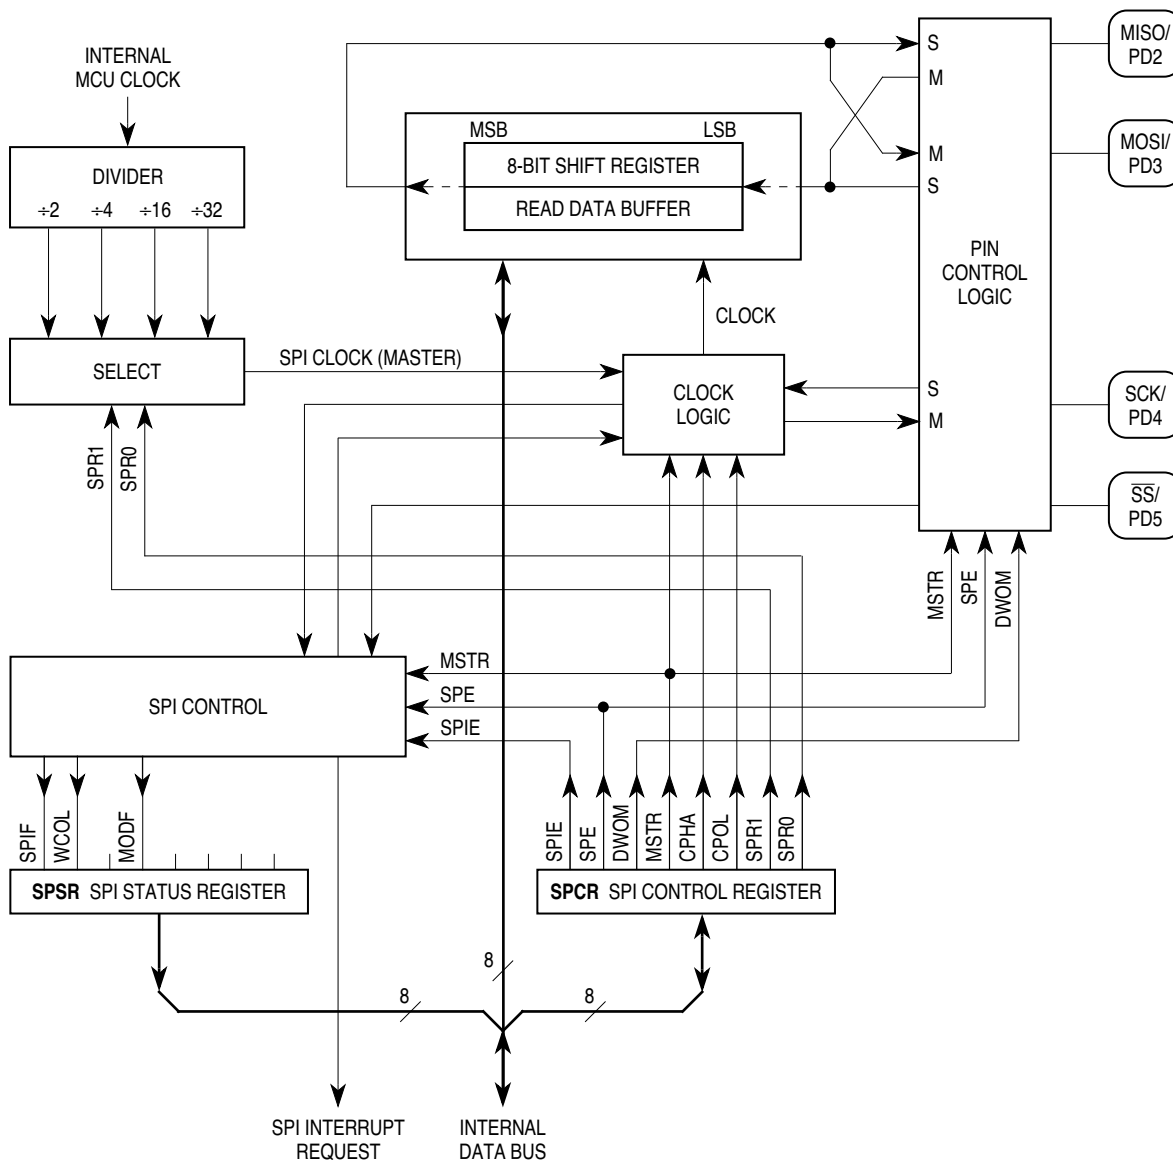 INTERNAL
MCU CLOCK
DIVIDER
÷2 ÷4 ÷16 ÷32
SELECT
SPR1
SPR0
SPI CLOCK (MASTER)
MSB LSB
8-BIT SHIFT REGISTER
READ DATA BUFFER
CLOCK
CLOCK
LOGIC
S
M
M
S
PIN
CONTROL
LOGIC
S
M
MISO/
PD2
MOSI/
PD3
SCK/
PD4
SS/
PD5
MSTR
SPE
DWOM
SPI CONTROL
MSTR
SPE
SPIE
SPIF
WCOL
MODF
SPIE
SPE
DWOM
MSTR
CPHA
CPOL
SPR1
SPR0
SPSR SPI STATUS REGISTER
SPCR SPI CONTROL REGISTER
8
8
8
SPI INTERRUPT
REQUEST
INTERNAL
DATA BUS